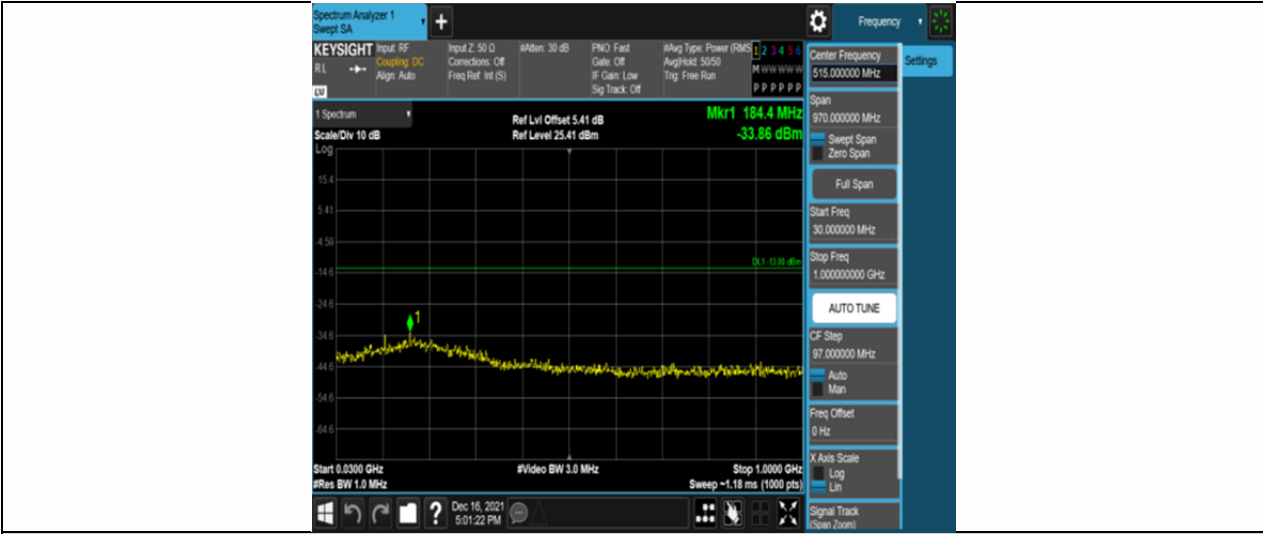 Spectrum Analyzer 1
Swept SA
Frequency
KEYSIGHT
RL
LV
Input: RF
Coupling: DC
Align: Auto
Input Z: 50 Ω
Corrections: Off
Freq Ref: Int (S)
#Atten: 30 dB
PNO: Fast
Gate: Off
IF Gain: Low
Sig Track: Off
#Avg Type: Power (RMS
Avg|Hold: 50/50
Trig: Free Run
1 2 3 4 5 6
M W W W W W
P P P P P P
1 Spectrum
Scale/Div 10 dB
Log
Ref Lvl Offset 5.41 dB
Ref Level 25.41 dBm
Mkr1 184.4 MHz
-33.86 dBm
15.4
5.41
-4.59
DL1 -13.00 dBm
-14.6
-24.6
1
-34.6
-44.6
-54.6
-64.6
Start 0.0300 GHz
#Res BW 1.0 MHz
#Video BW 3.0 MHz
Stop 1.0000 GHz
Sweep ~1.18 ms (1000 pts)
Dec 16, 2021
5:01:22 PM
?
Center Frequency
515.000000 MHz
Settings
Span
970.000000 MHz
Swept Span
Zero Span
Full Span
Start Freq
30.000000 MHz
Stop Freq
1.000000000 GHz
AUTO TUNE
CF Step
97.000000 MHz
Auto
Man
Freq Offset
0 Hz
X Axis Scale
Log
Lin
Signal Track
(Span Zoom)